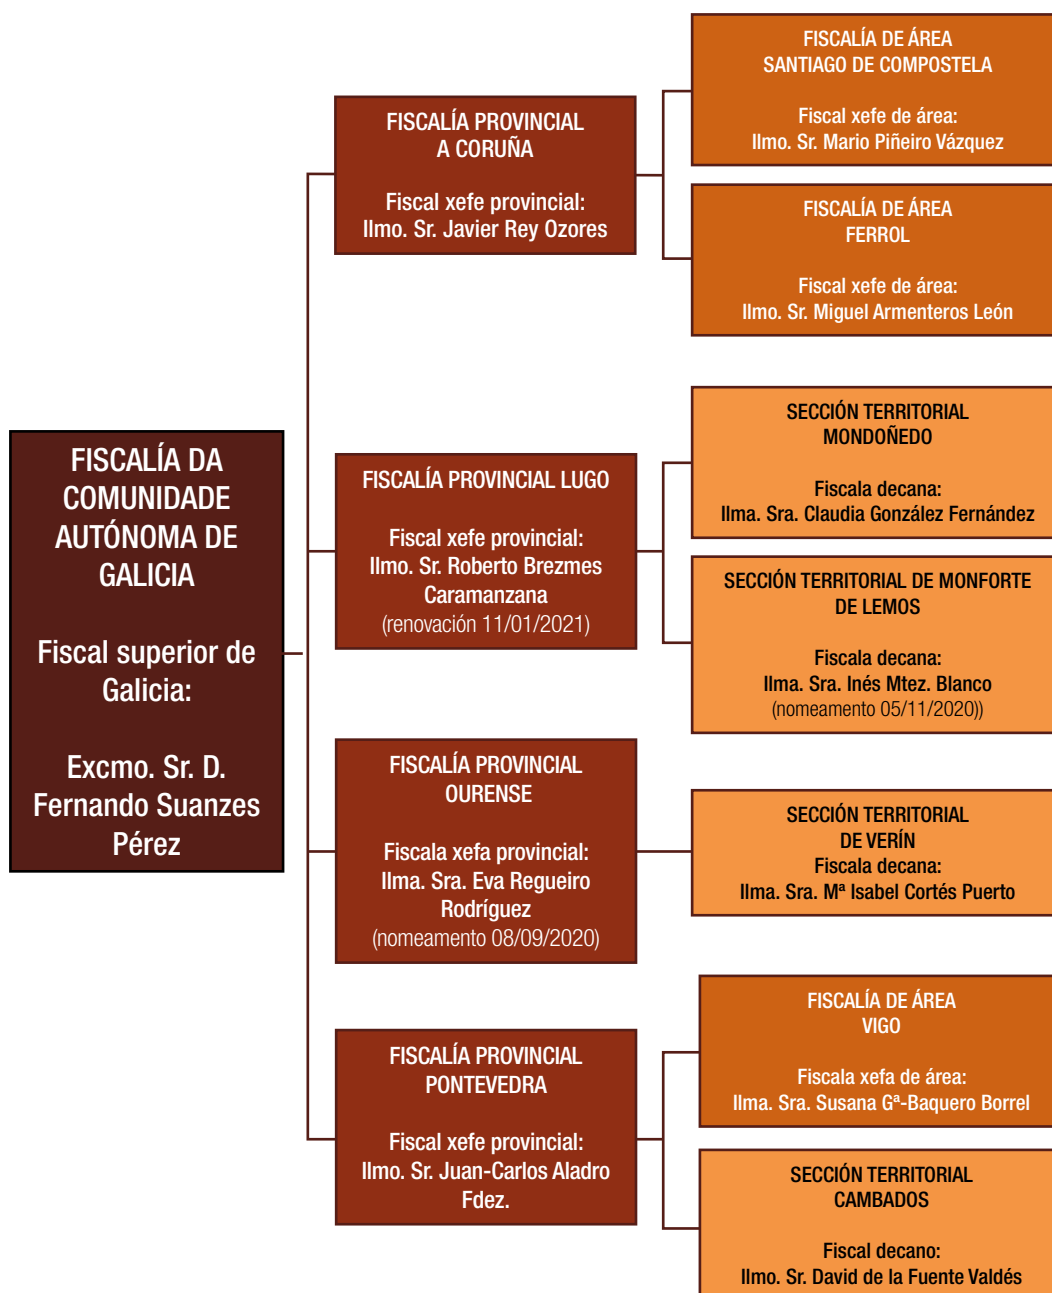 FISCALÍA DA
COMUNIDADE
AUTÓNOMA DE
GALICIA
Fiscal superior de
Galicia:
Excmo. Sr. D.
Fernando Suanzes
Pérez
FISCALÍA PROVINCIAL
A CORUÑA
Fiscal xefe provincial:
Ilmo. Sr. Javier Rey Ozores
FISCALÍA DE ÁREA
SANTIAGO DE COMPOSTELA
Fiscal xefe de área:
Ilmo. Sr. Mario Piñeiro Vázquez
FISCALÍA DE ÁREA
FERROL
Fiscal xefe de área:
Ilmo. Sr. Miguel Armenteros León
FISCALÍA PROVINCIAL LUGO
Fiscal xefe provincial:
Ilmo. Sr. Roberto Brezmes
Caramanzana
(renovación 11/01/2021)
SECCIÓN TERRITORIAL
MONDOÑEDO
Fiscala decana:
Ilma. Sra. Claudia González Fernández
SECCIÓN TERRITORIAL DE MONFORTE
DE LEMOS
Fiscala decana:
Ilma. Sra. Inés Mtez. Blanco
(nomeamento 05/11/2020))
FISCALÍA PROVINCIAL
OURENSE
Fiscala xefa provincial:
Ilma. Sra. Eva Regueiro
Rodríguez
(nomeamento 08/09/2020)
SECCIÓN TERRITORIAL
DE VERÍN
Fiscala decana:
Ilma. Sra. Mª Isabel Cortés Puerto
FISCALÍA PROVINCIAL
PONTEVEDRA
Fiscal xefe provincial:
Ilmo. Sr. Juan-Carlos Aladro
Fdez.
FISCALÍA DE ÁREA
VIGO
Fiscala xefa de área:
Ilma. Sra. Susana Gª-Baquero Borrel
SECCIÓN TERRITORIAL
CAMBADOS
Fiscal decano:
Ilmo. Sr. David de la Fuente Valdés